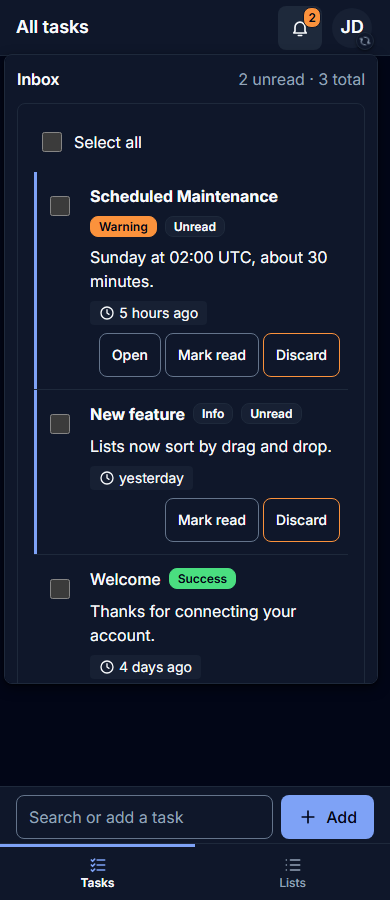 All tasks
2
JD
Inbox
2 unread · 3 total
Select all
Scheduled Maintenance
Warning
Unread
Sunday at 02:00 UTC, about 30
minutes.
5 hours ago
Open
Mark read
Discard
New feature
Info
Unread
Lists now sort by drag and drop.
yesterday
Mark read
Discard
Welcome
Success
Thanks for connecting your
account.
4 days ago
Search or add a task
Add
Tasks
Lists